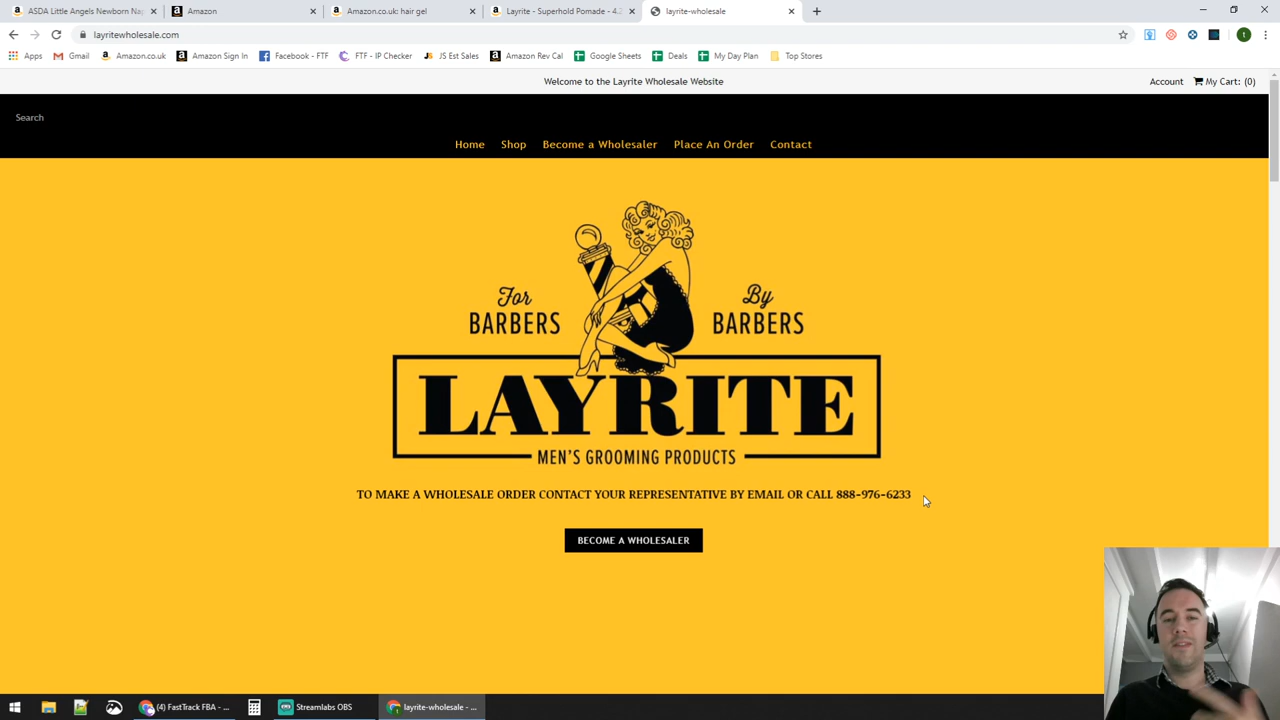 ASDA Little Angels Newborn Nap
Amazon
Amazon.co.uk: hair gel
Layrite - Superhold Pomade - 4.2
layrite-wholesale
layritewholesale.com
t
Apps
Gmail
Amazon.co.uk
Amazon Sign In
Facebook - FTF
FTF - IP Checker
JS Est Sales
Amazon Rev Cal
Google Sheets
Deals
My Day Plan
Top Stores
Welcome to the Layrite Wholesale Website
Account
My Cart: (0)
Search
Home
Shop
Become a Wholesaler
Place An Order
Contact
For
BARBERS
By
BARBERS
LAYRITE
MEN'S GROOMING PRODUCTS
TO MAKE A WHOLESALE ORDER CONTACT YOUR REPRESENTATIVE BY EMAIL OR CALL 888-976-6233
BECOME A WHOLESALER
(4) FastTrack FBA - ...
Streamlabs OBS
layrite-wholesale - ...